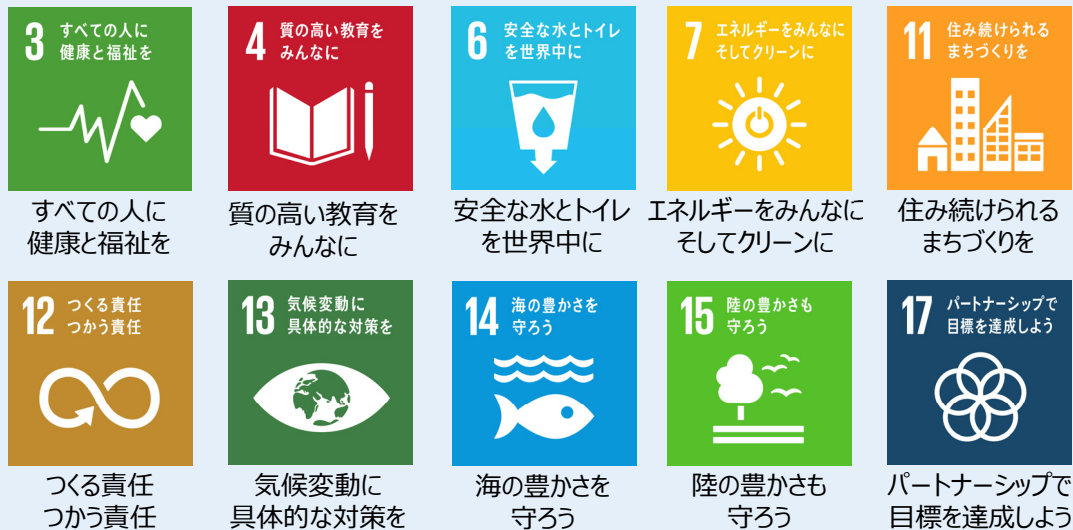 3 すべての人に
健康と福祉を
4 質の高い教育を
みんなに
6 安全な水とトイレ
を世界中に
7 エネルギーをみんなに
そしてクリーンに
11 住み続けられる
まちづくりを
すべての人に
健康と福祉を
質の高い教育を
みんなに
安全な水とトイレ
を世界中に
エネルギーをみんなに
そしてクリーンに
住み続けられる
まちづくりを
12 つくる責任
つかう責任
13 気候変動に
具体的な対策を
14 海の豊かさを
守ろう
15 陸の豊かさも
守ろう
17 パートナーシップで
目標を達成しよう
つくる責任
つかう責任
気候変動に
具体的な対策を
海の豊かさを
守ろう
陸の豊かさも
守ろう
パートナーシップで
目標を達成しよう